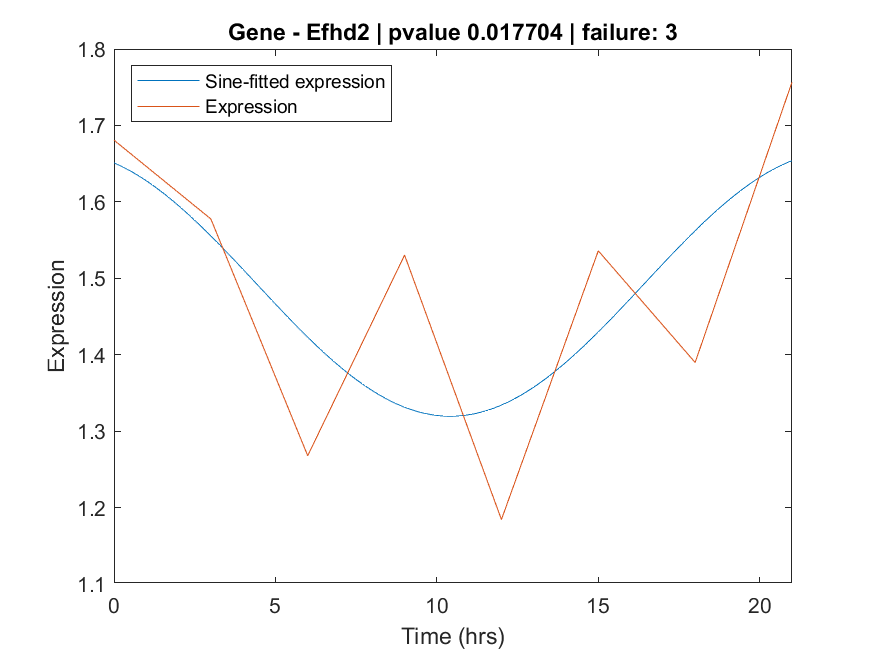 Gene - Efhd2 | pvalue 0.017704 | failure: 3
Sine-fitted expression
Expression
1.8
1.7
1.6
1.5
1.4
1.3
1.2
1.1
Expression
0
5
10
15
20
Time (hrs)